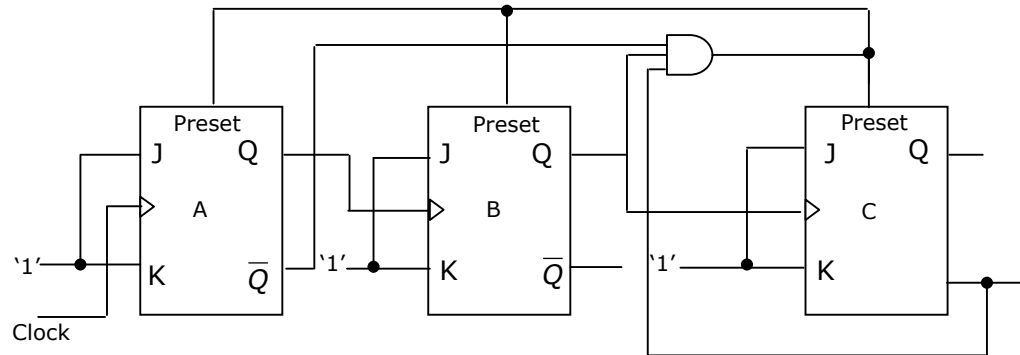 Preset
Preset
Preset
J
Q
J
Q
J
Q
A
B
C
'1'
K
Q̅
'1'
K
Q̅
'1'
K
Clock